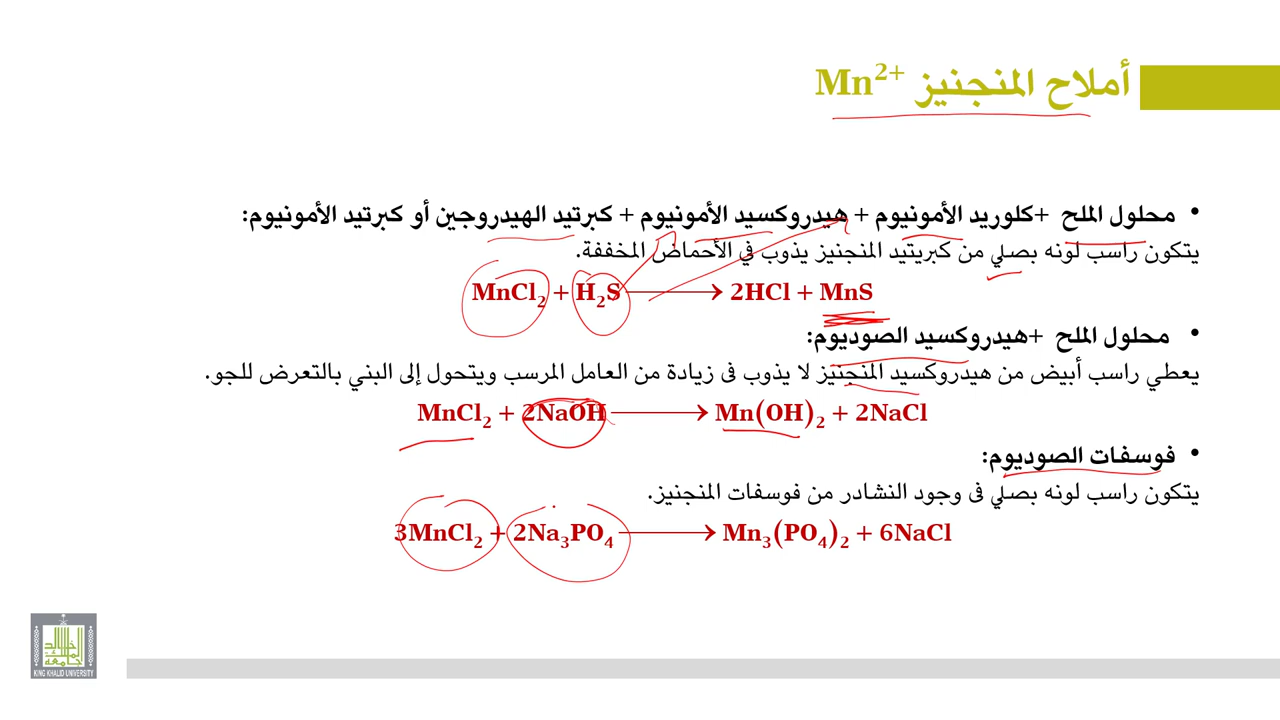 أملاح المنجنيز Mn²⁺
• محلول الملح +كلوريد الأمونيوم + هيدروكسيد الأمونيوم + كبرتيد الهيدروجين أو كبرتيد الأمونيوم:
يتكون راسب لونه بصلي من كبريتيد المنجنيز يذوب في الأحماض المخففة.
MnCl₂ + H₂S ⟶ 2HCl + MnS
• محلول الملح +هيدروكسيد الصوديوم:
يعطي راسب أبيض من هيدروكسيد المنجنيز لا يذوب فى زيادة من العامل المرسب ويتحول إلى البني بالتعرض للجو.
MnCl₂ + 2NaOH ⟶ Mn(OH)₂ + 2NaCl
• فوسفات الصوديوم:
يتكون راسب لونه بصلي فى وجود النشادر من فوسفات المنجنيز.
3MnCl₂ + 2Na₃PO₄ ⟶ Mn₃(PO₄)₂ + 6NaCl
جامعة الملك خالد
KING KHALID UNIVERSITY